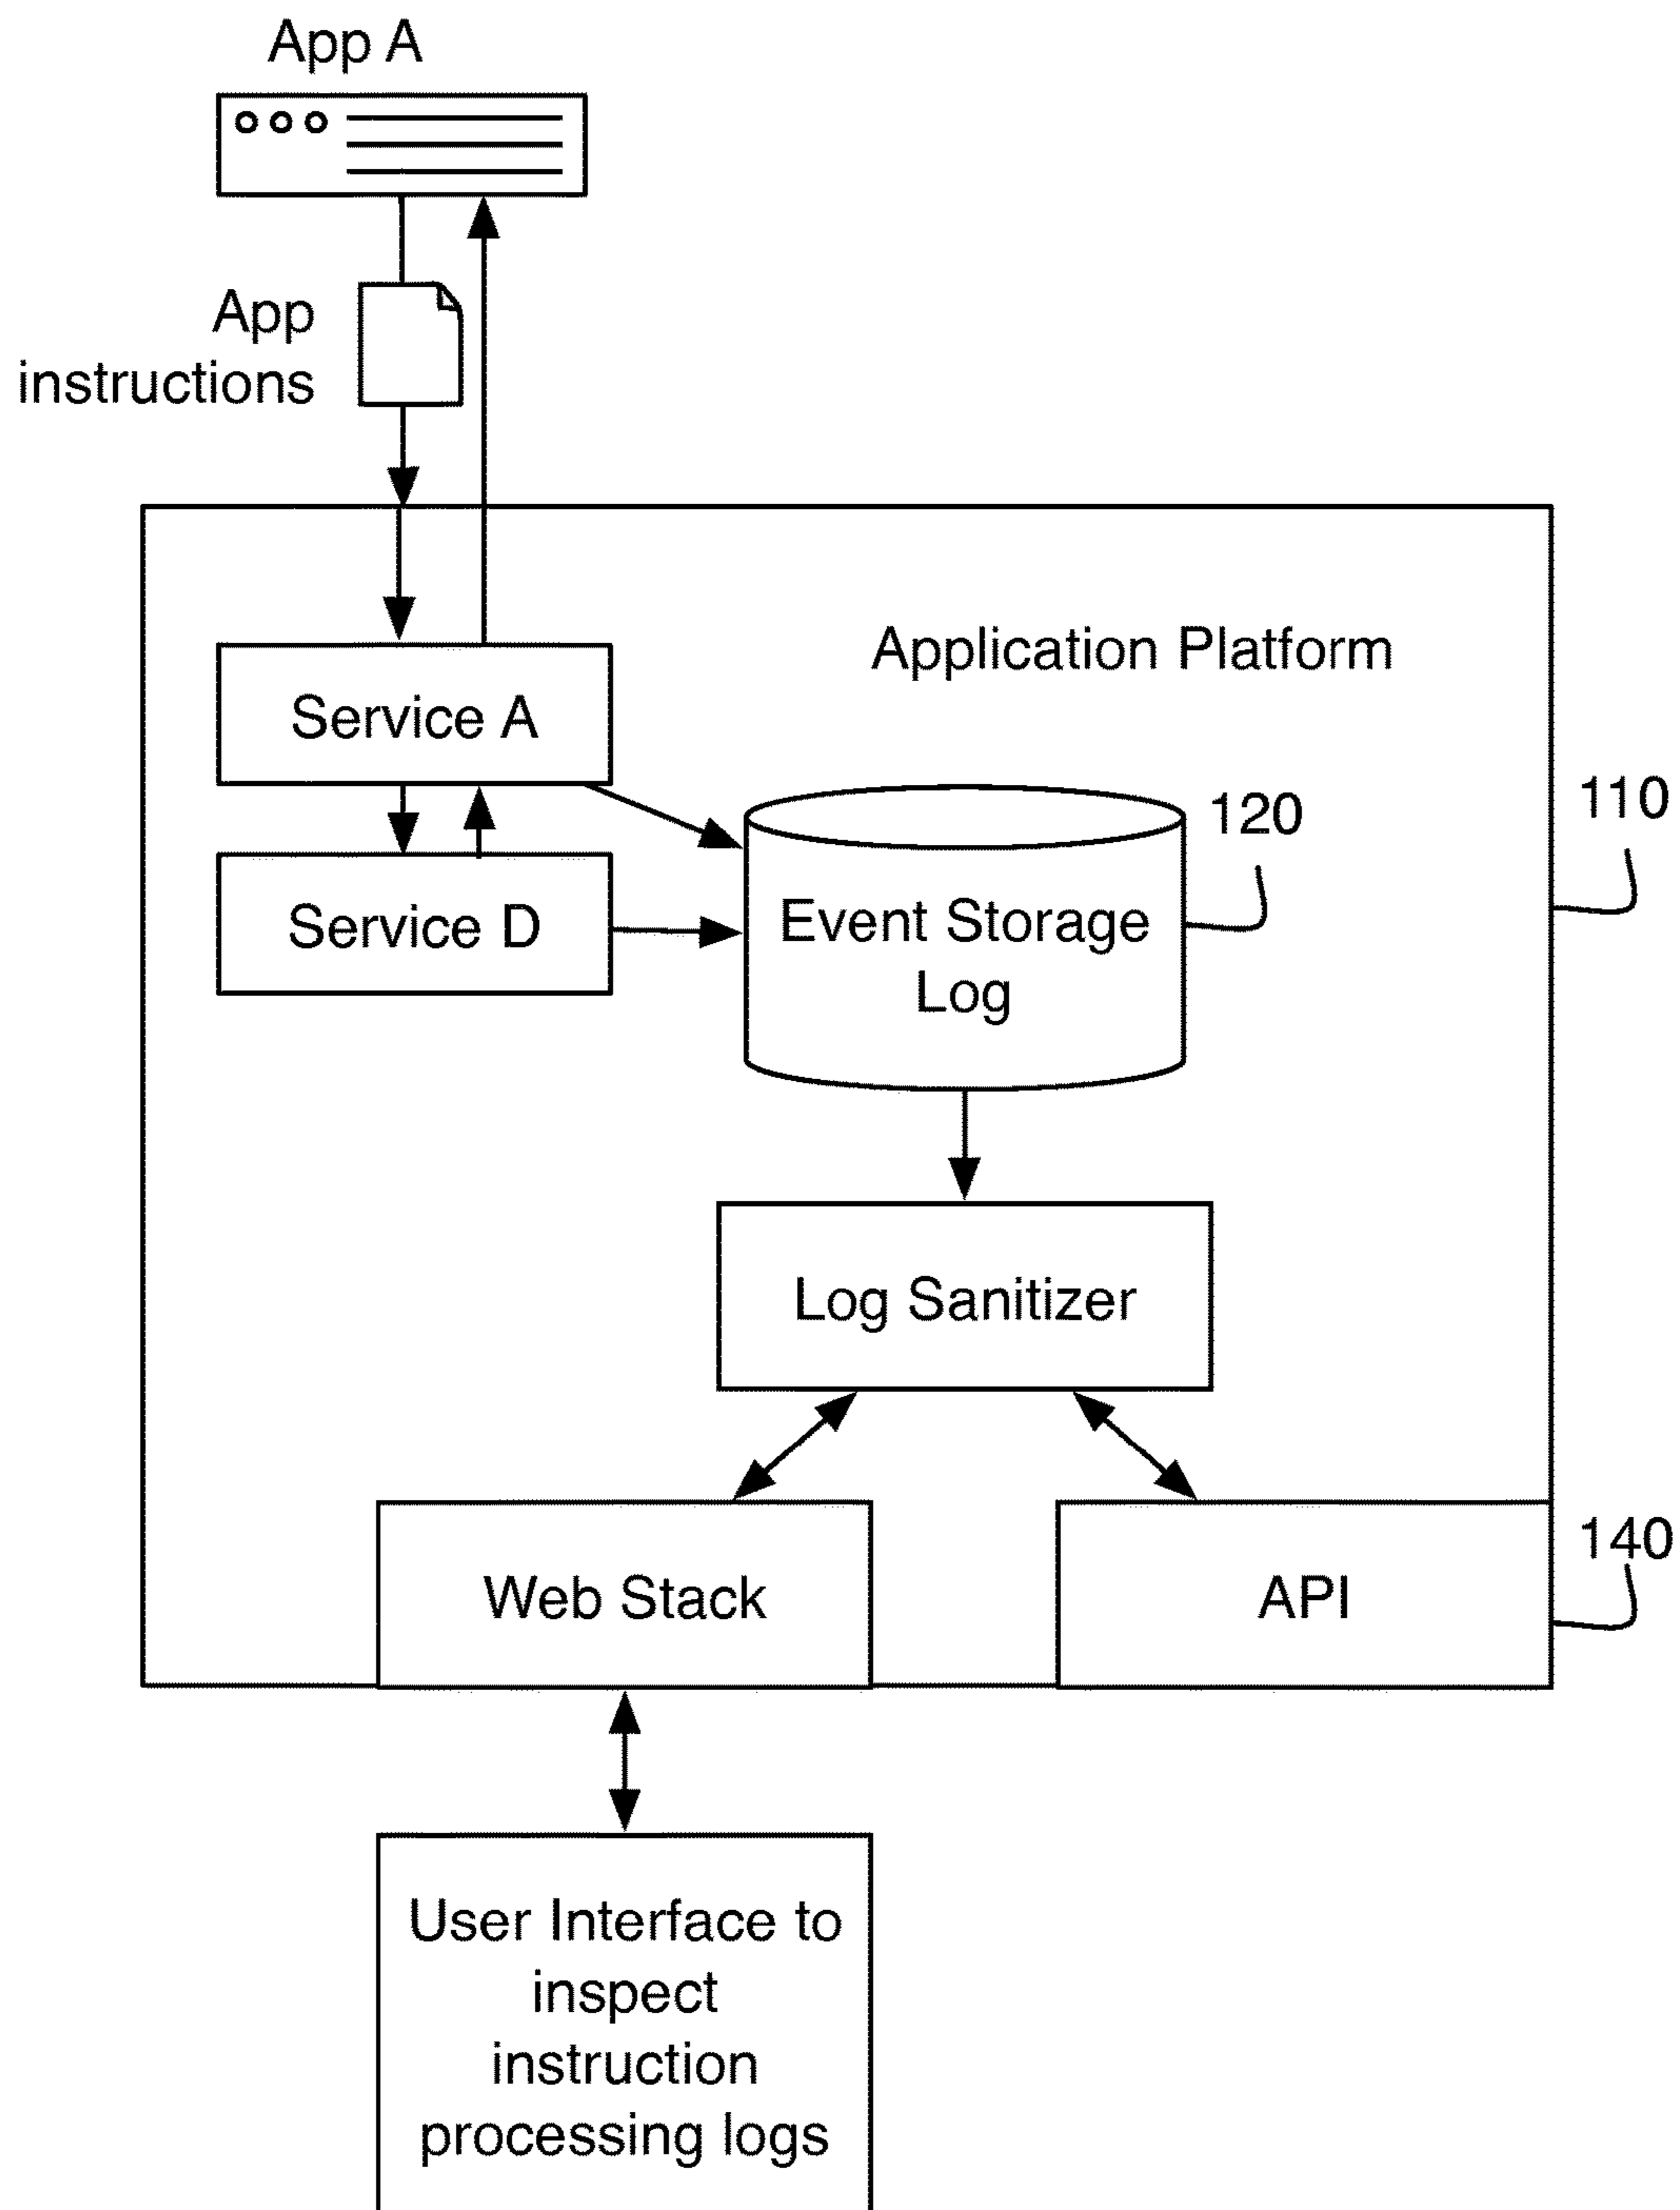 App A
App
instructions
Application Platform
Service A
110
120
Service D
Event Storage
Log
Log Sanitizer
140
Web Stack
API
User Interface to
inspect
instruction
processing logs